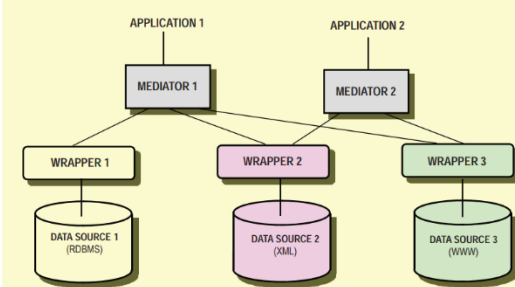 APPLICATION 1
APPLICATION 2
MEDIATOR 1
MEDIATOR 2
WRAPPER 1
WRAPPER 2
WRAPPER 3
DATA SOURCE 1
(RDBMS)
DATA SOURCE 2
(XML)
DATA SOURCE 3
(WWW)